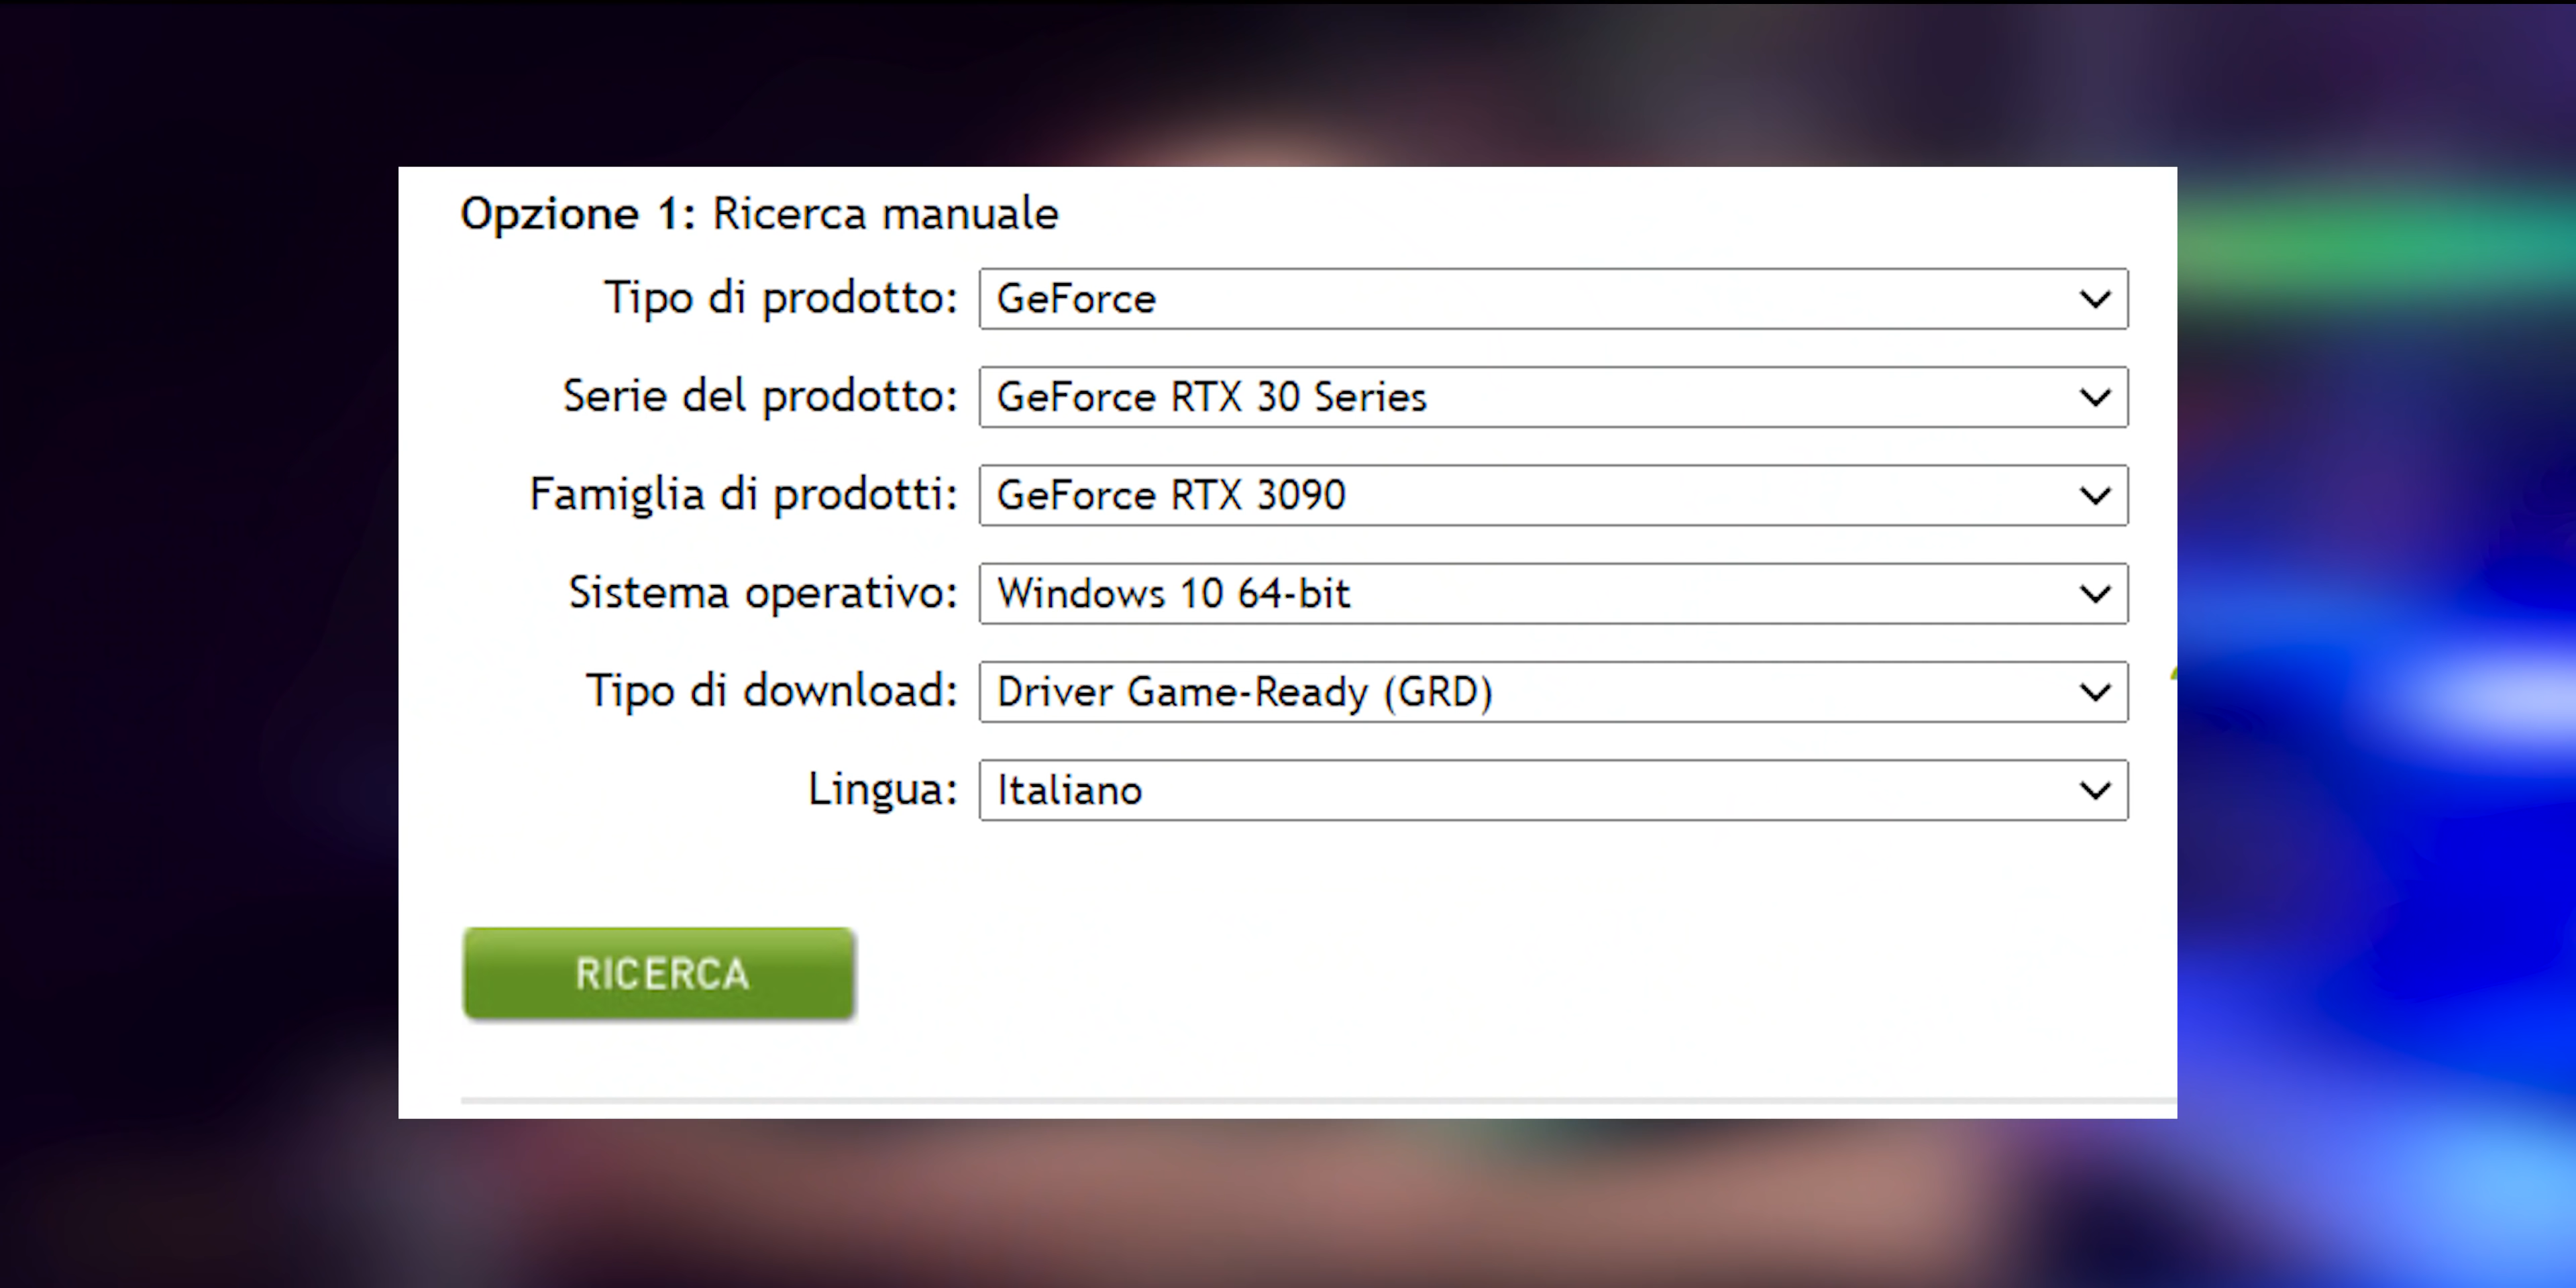 Opzione 1: Ricerca manuale
Tipo di prodotto: GeForce
Serie del prodotto: GeForce RTX 30 Series
Famiglia di prodotti: GeForce RTX 3090
Sistema operativo: Windows 10 64-bit
Tipo di download: Driver Game-Ready (GRD)
Lingua: Italiano
RICERCA